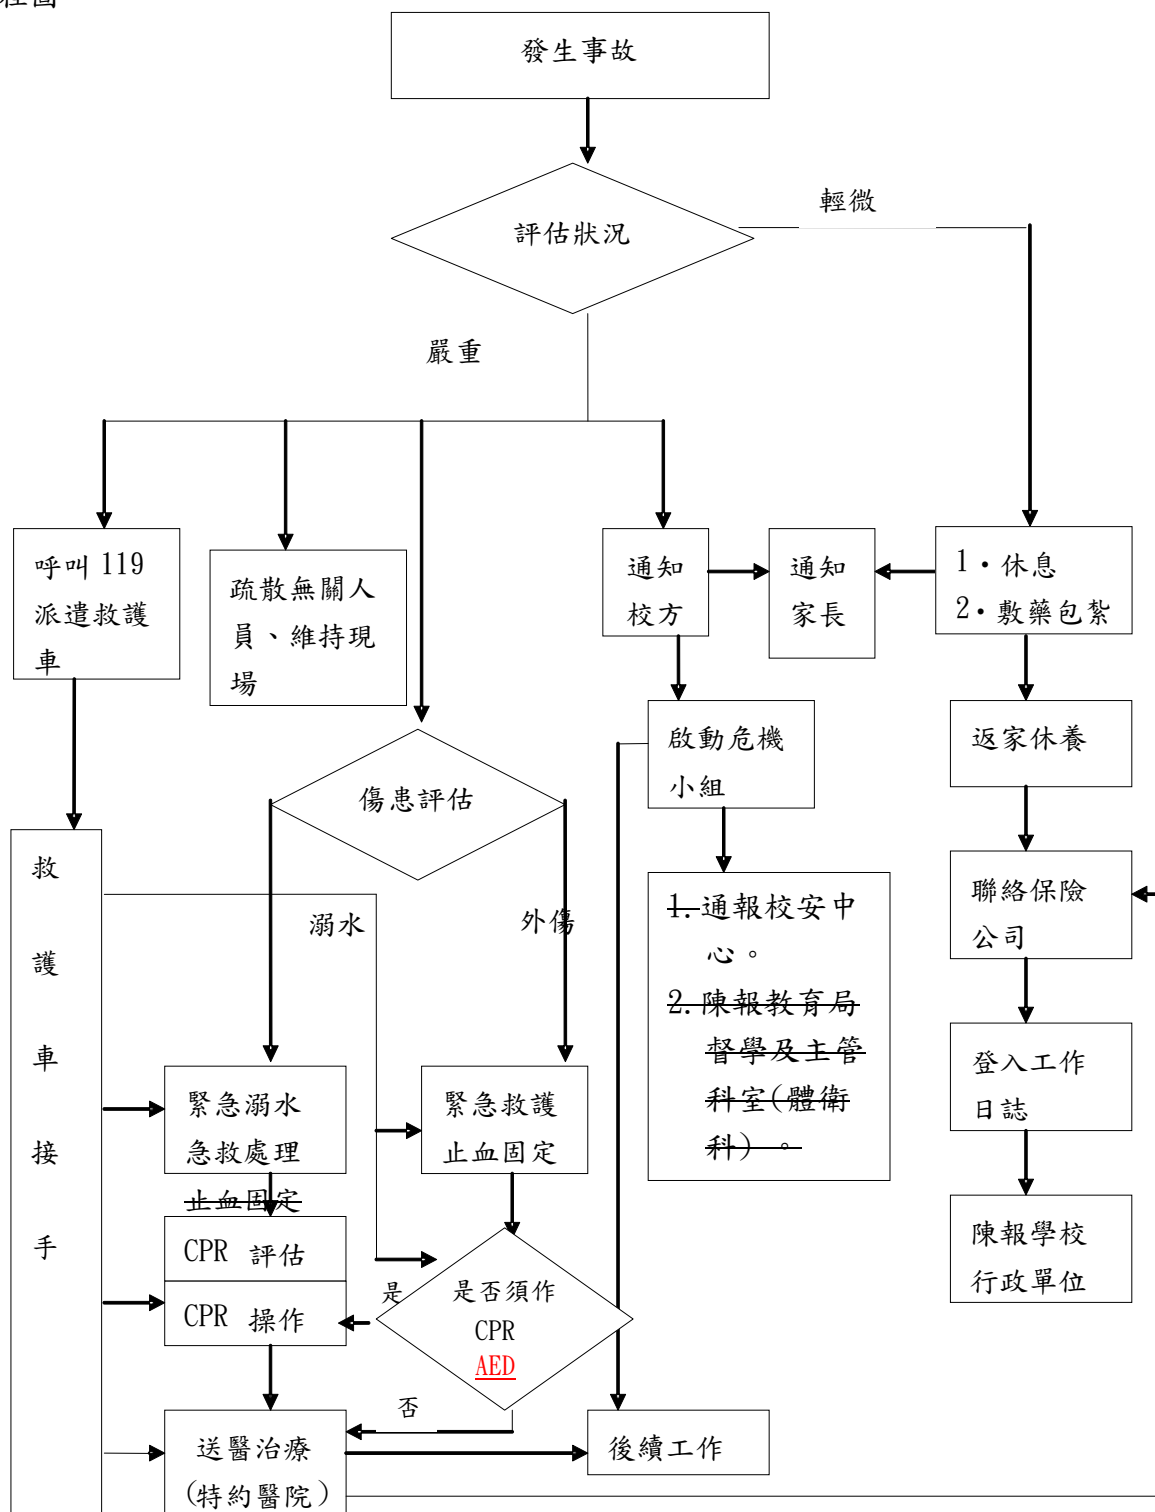 程圖
發生事故
評估狀況
輕微
嚴重
呼叫 119
派遣救護
車
疏散無關人
員、維持現
場
通知
校方
通知
家長
1．休息
2．敷藥包紮
啟動危機
小組
返家休養
傷患評估
溺水
外傷
1. 通報校安中
心。
2. 陳報教育局
督學及主管
科室(體衛
科) 。
聯絡保險
公司
登入工作
日誌
陳報學校
行政單位
救
護
車
接
手
緊急溺水
急救處理
止血固定
緊急救護
止血固定
CPR 評估
CPR 操作
是
是否須作
CPR
AED
否
送醫治療
(特約醫院)
後續工作